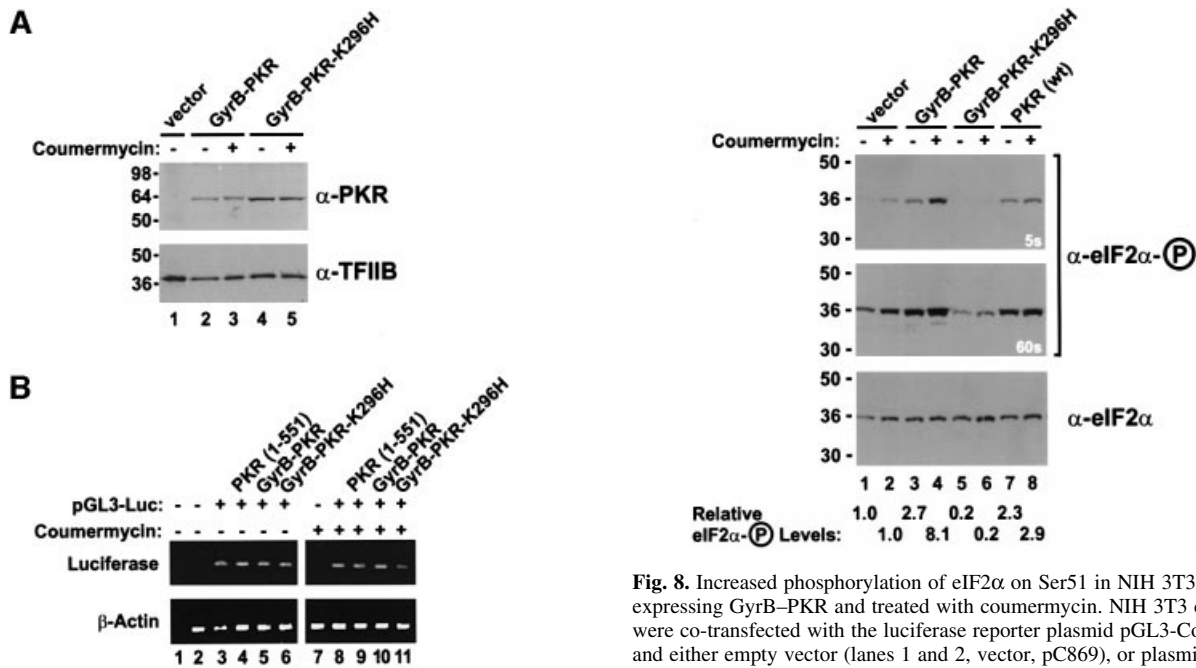 A
vector
GyrB-PKR
GyrB-PKR-K296H
Coumermycin: - - + - +
98-
64-
50-
α-PKR
50-
36-
α-TFIIB
1 2 3 4 5
B
PKR (1-551)
GyrB-PKR
GyrB-PKR-K296H
PKR (1-551)
GyrB-PKR
GyrB-PKR-K296H
pGL3-Luc: - - + + + + - + + + +
Coumermycin: - - - - - - + + + + +
Luciferase
β-Actin
1 2 3 4 5 6 7 8 9 10 11
vector
GyrB-PKR
GyrB-PKR-K296H
PKR (wt)
Coumermycin: - + - + - + - +
50-
36-
30-
5s
50-
36-
30-
60s
α-eIF2α-P
50-
36-
30-
α-eIF2α
1 2 3 4 5 6 7 8
Relative 1.0 2.7 0.2 2.3
eIF2α-P Levels: 1.0 8.1 0.2 2.9
Fig. 8. Increased phosphorylation of eIF2α on Ser51 in NIH 3T3
expressing GyrB–PKR and treated with coumermycin. NIH 3T3
were co-transfected with the luciferase reporter plasmid
and either empty vector (lanes 1 and 2, vector, pC869), or